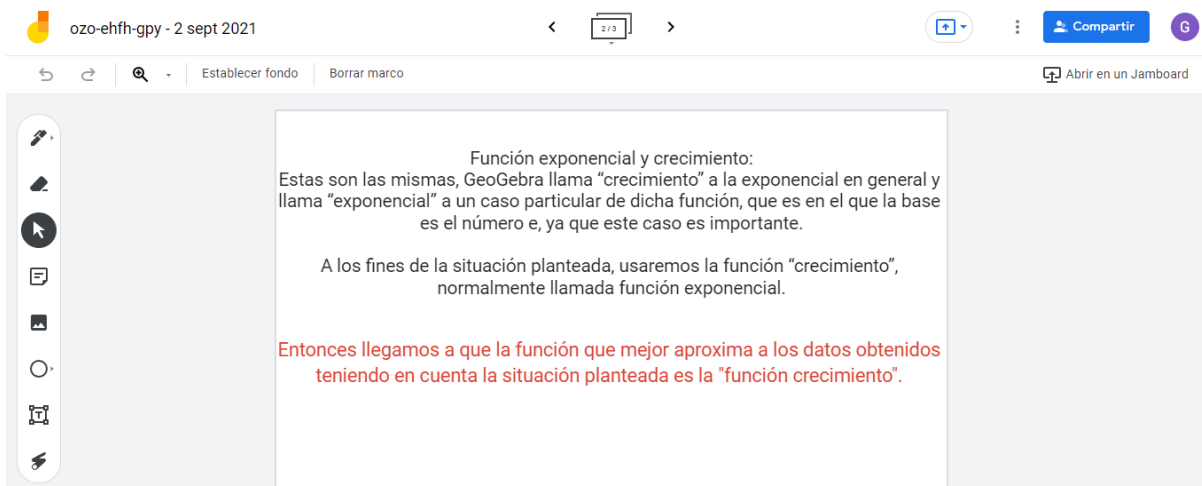 ozo-ehfh-gpy - 2 sept 2021
2 / 3
Compartir
G
Establecer fondo
Borrar marco
Abrir en un Jamboard
Función exponencial y crecimiento:
Estas son las mismas, GeoGebra llama “crecimiento” a la exponencial en general y
llama “exponencial” a un caso particular de dicha función, que es en el que la base
es el número e, ya que este caso es importante.
A los fines de la situación planteada, usaremos la función “crecimiento”,
normalmente llamada función exponencial.
Entonces llegamos a que la función que mejor aproxima a los datos obtenidos
teniendo en cuenta la situación planteada es la "función crecimiento".
T